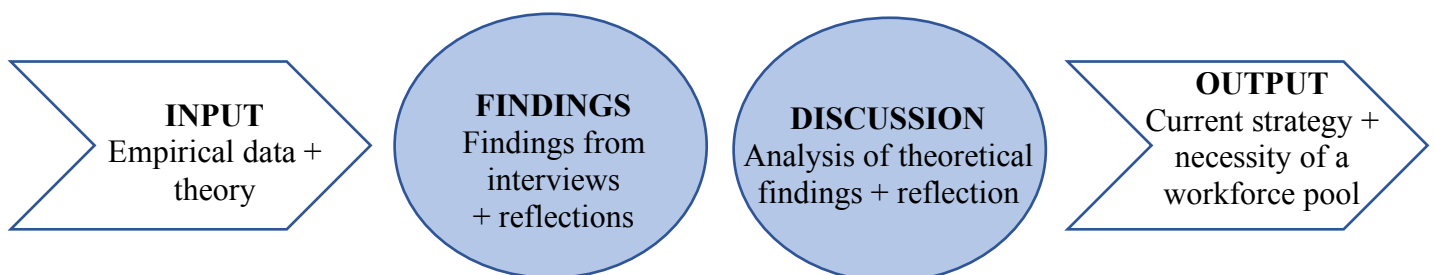 INPUT
Empirical data +
theory
FINDINGS
Findings from
interviews
+ reflections
DISCUSSION
Analysis of theoretical
findings + reflection
OUTPUT
Current strategy +
necessity of a
workforce pool